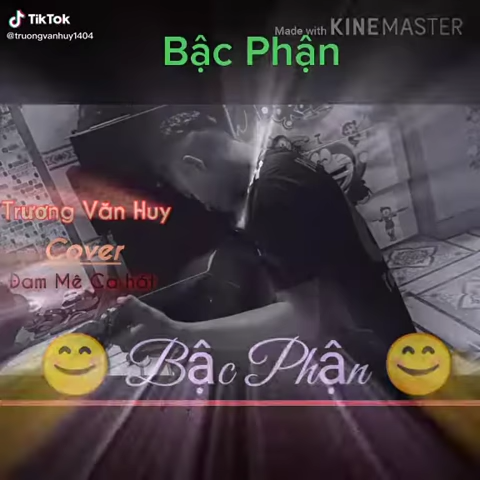 TikTok
@truongvanhuy1404
Made with KINEMASTER
Bậc Phận
Trương Văn Huy
Cover
Đam Mê Ca hát
😊 Bậc Phận 😊